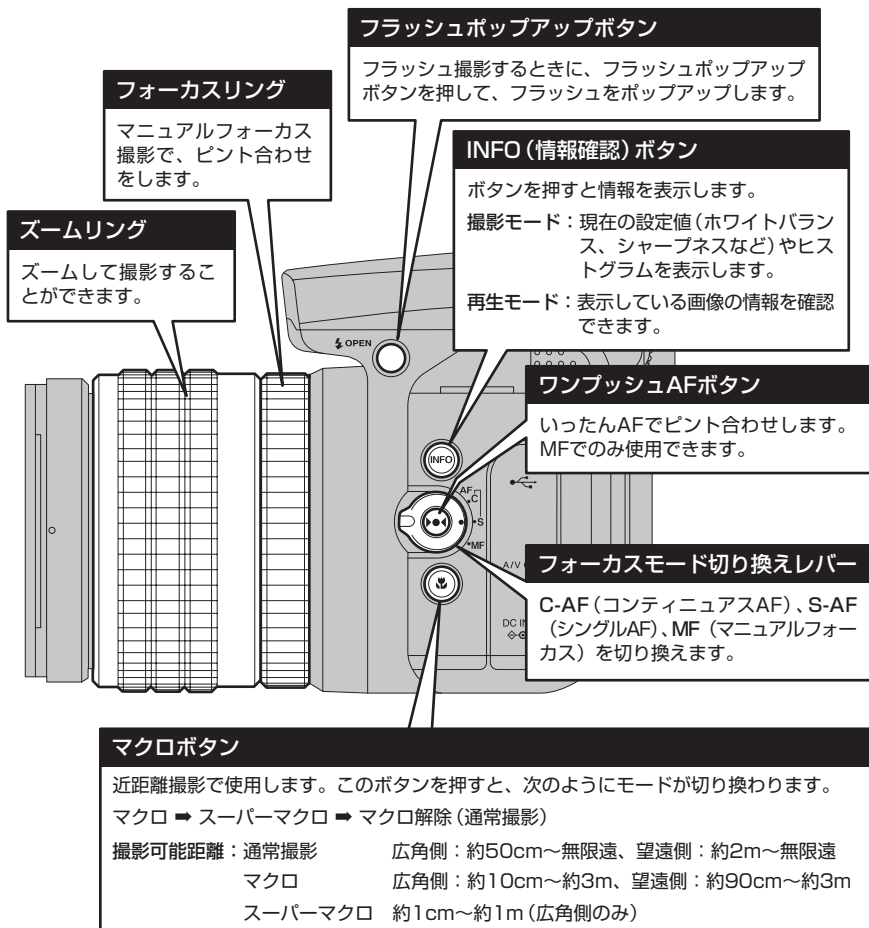 フラッシュポップアップボタン
フラッシュ撮影するときに、フラッシュポップアップ
ボタンを押して、フラッシュをポップアップします。
フォーカスリング
マニュアルフォーカス
撮影で、ピント合わせ
をします。
INFO（情報確認）ボタン
ボタンを押すと情報を表示します。
撮影モード：現在の設定値（ホワイトバラン
ス、シャープネスなど）やヒス
トグラムを表示します。
再生モード：表示している画像の情報を確認
できます。
ズームリング
ズームして撮影するこ
とができます。
OPEN
ワンプッシュAFボタン
いったんAFでピント合わせします。
MFでのみ使用できます。
INFO
AF
C
S
MF
A/V
DC IN
フォーカスモード切り換えレバー
C-AF（コンティニュアスAF）、S-AF
（シングルAF）、MF（マニュアルフォー
カス）を切り換えます。
マクロボタン
近距離撮影で使用します。このボタンを押すと、次のようにモードが切り換わります。
マクロ ➡ スーパーマクロ ➡ マクロ解除（通常撮影）
撮影可能距離：通常撮影 広角側：約50cm〜無限遠、望遠側：約2m〜無限遠
マクロ 広角側：約10cm〜約3m、望遠側：約90cm〜約3m
スーパーマクロ 約1cm〜約1m（広角側のみ）